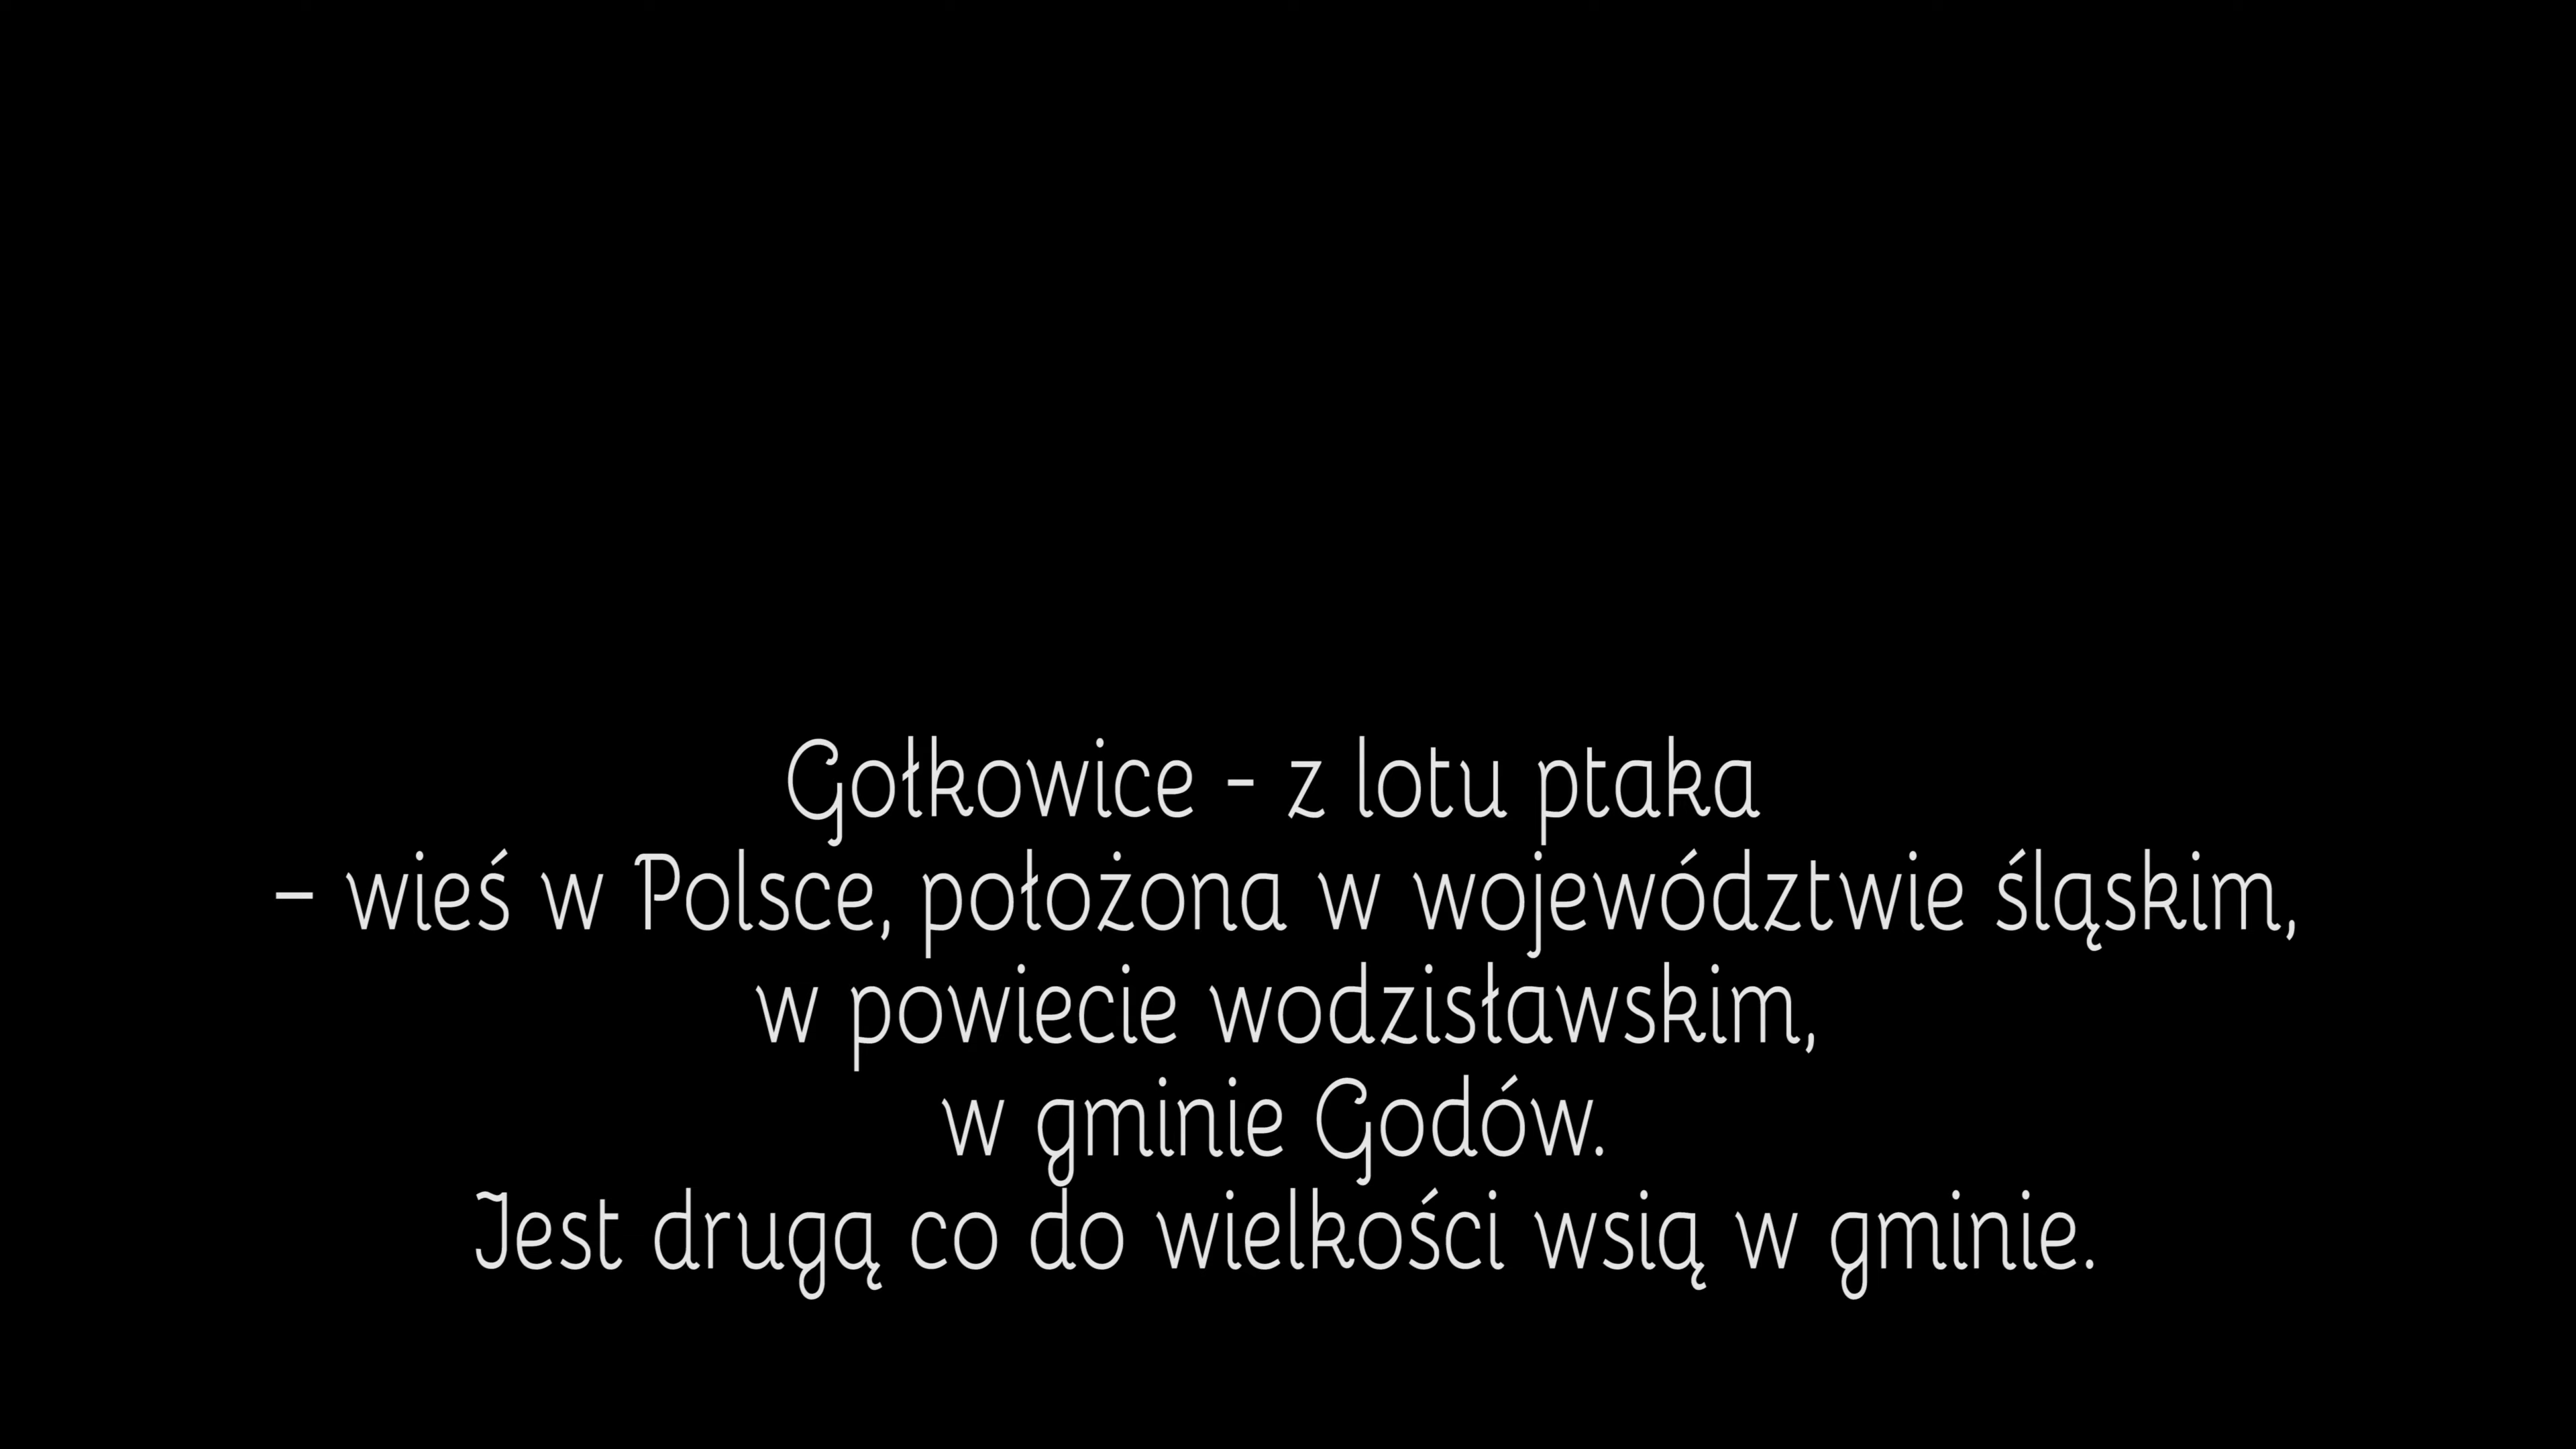 Gołkowice - z lotu ptaka
– wieś w Polsce, położona w województwie śląskim,
w powiecie wodzisławskim,
w gminie Godów.
Jest drugą co do wielkości wsią w gminie.